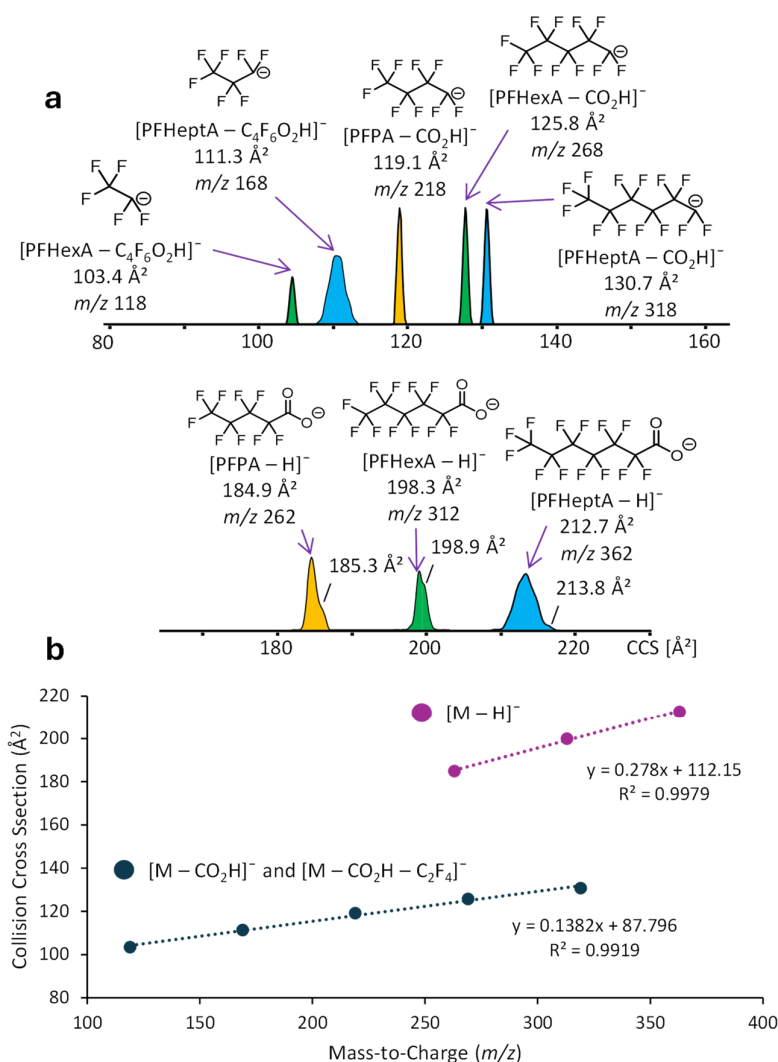 a
F F F F
F
F F
[PFHeptA – C₄F₆O₂H]⁻
111.3 Å²
m/z 168
F F F F
F
F F F F
[PFPA – CO₂H]⁻
119.1 Å²
m/z 218
F F F F
F
F F F F F F
[PFHexA – CO₂H]⁻
125.8 Å²
m/z 268
F F
F
F F
[PFHexA – C₄F₆O₂H]⁻
103.4 Å²
m/z 118
F F F F F
F
F F F F F F F
[PFHeptA – CO₂H]⁻
130.7 Å²
m/z 318
80 100 120 140 160
F F F F O
F O
F F F F
[PFPA – H]⁻
184.9 Å²
m/z 262
185.3 Å²
F F F F O
F O
F F F F F F
[PFHexA – H]⁻
198.3 Å²
m/z 312
198.9 Å²
F F F F F O
F O
F F F F F F F
[PFHeptA – H]⁻
212.7 Å²
m/z 362
213.8 Å²
180 200 220 CCS [Å²]
b
Collision Cross Ssection (Å²)
220
200
180
160
140
120
100
80
[M – H]⁻
y = 0.278x + 112.15
R² = 0.9979
[M – CO₂H]⁻ and [M – CO₂H – C₂F₄]⁻
y = 0.1382x + 87.796
R² = 0.9919
100 150 200 250 300 350 400
Mass-to-Charge (m/z)